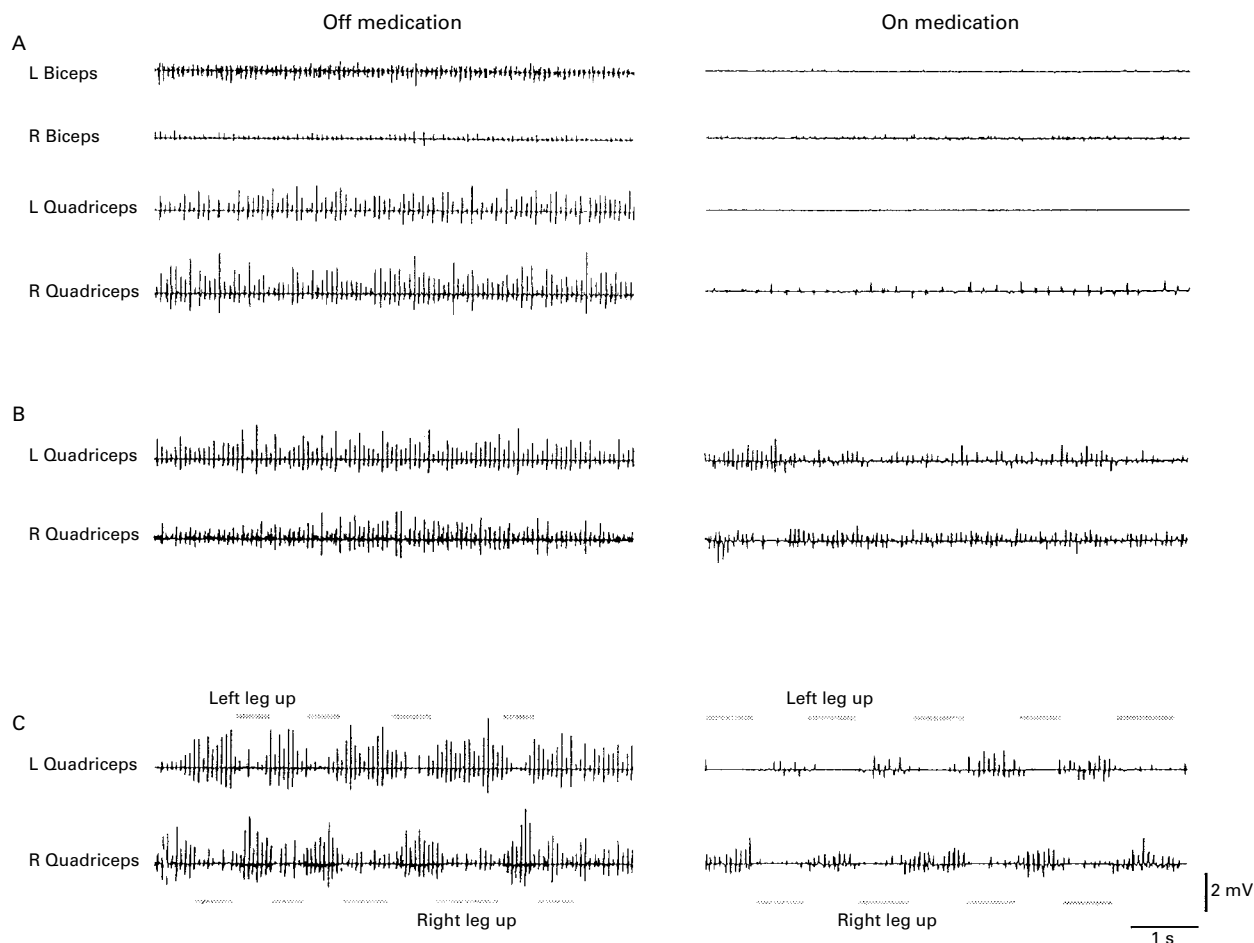 Off medication
On medication
A
L Biceps
R Biceps
L Quadriceps
R Quadriceps
B
L Quadriceps
R Quadriceps
Left leg up
Left leg up
C
L Quadriceps
R Quadriceps
2 mV
Right leg up
Right leg up
1 s